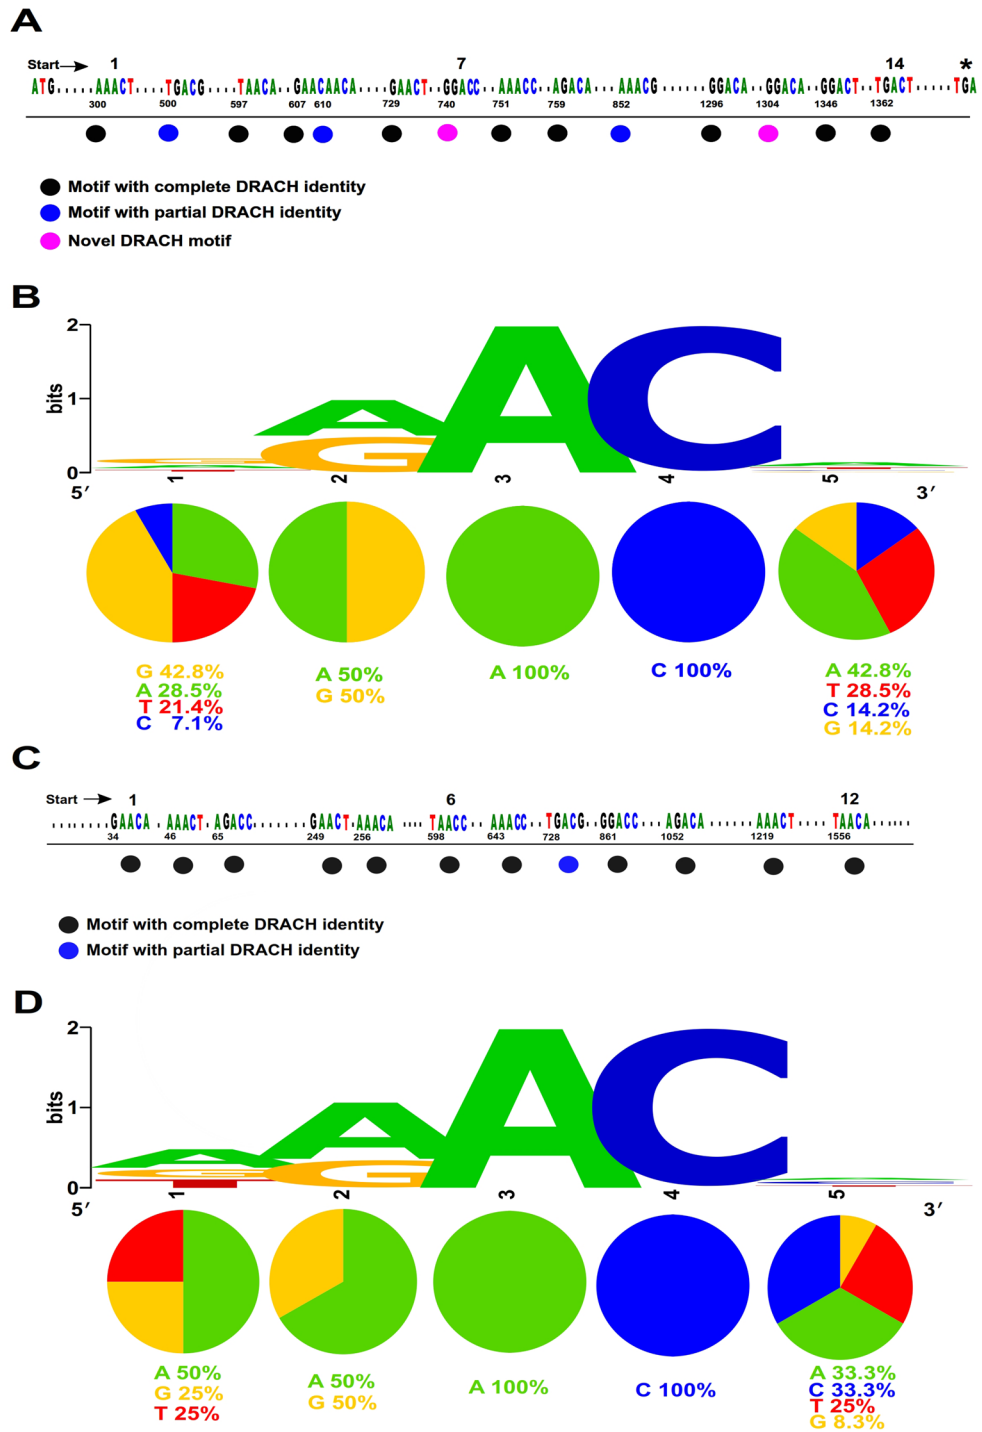 A
Start 1 7 14 *
ATG......AAACT.....TGACG.....TAACA..GAACAACA.....GAACT..GGACC..AAACC..AGACA....AAACG.......GGACA..GGACA..GGACT..TGACT......TGA
300 500 597 607 610 729 740 751 759 852 1296 1304 1346 1362
Motif with complete DRACH identity
Motif with partial DRACH identity
Novel DRACH motif
B
2
1
0
bits
A G A C
1 2 3 4 5
5′ 3′
G 42.8%
A 28.5%
T 21.4%
C 7.1%
A 50%
G 50%
A 100%
C 100%
A 42.8%
T 28.5%
C 14.2%
G 14.2%
C
Start 1 6 12
.......GAACA..AAACT.AGACC.......GAACT.AAACA....TAACC...AAACC..TGACG..GGACC....AGACA.......AAACT.....TAACA......
34 46 65 249 256 598 643 728 861 1052 1219 1556
Motif with complete DRACH identity
Motif with partial DRACH identity
D
2
1
0
bits
A G T A G A C
1 2 3 4 5
5′ 3′
A 50%
G 25%
T 25%
A 50%
G 50%
A 100%
C 100%
A 33.3%
C 33.3%
T 25%
G 8.3%